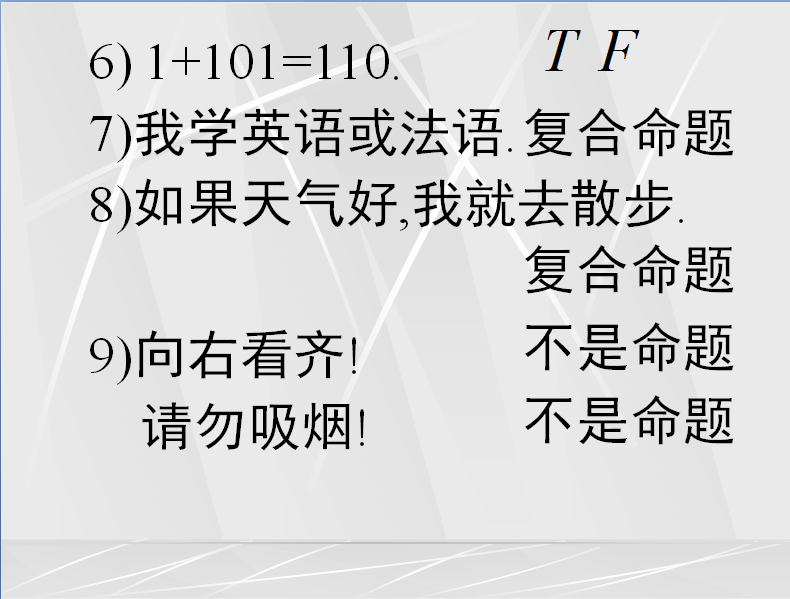 6) 1+101=110. T F
7)我学英语或法语. 复合命题
8)如果天气好,我就去散步.
复合命题
9)向右看齐! 不是命题
请勿吸烟! 不是命题